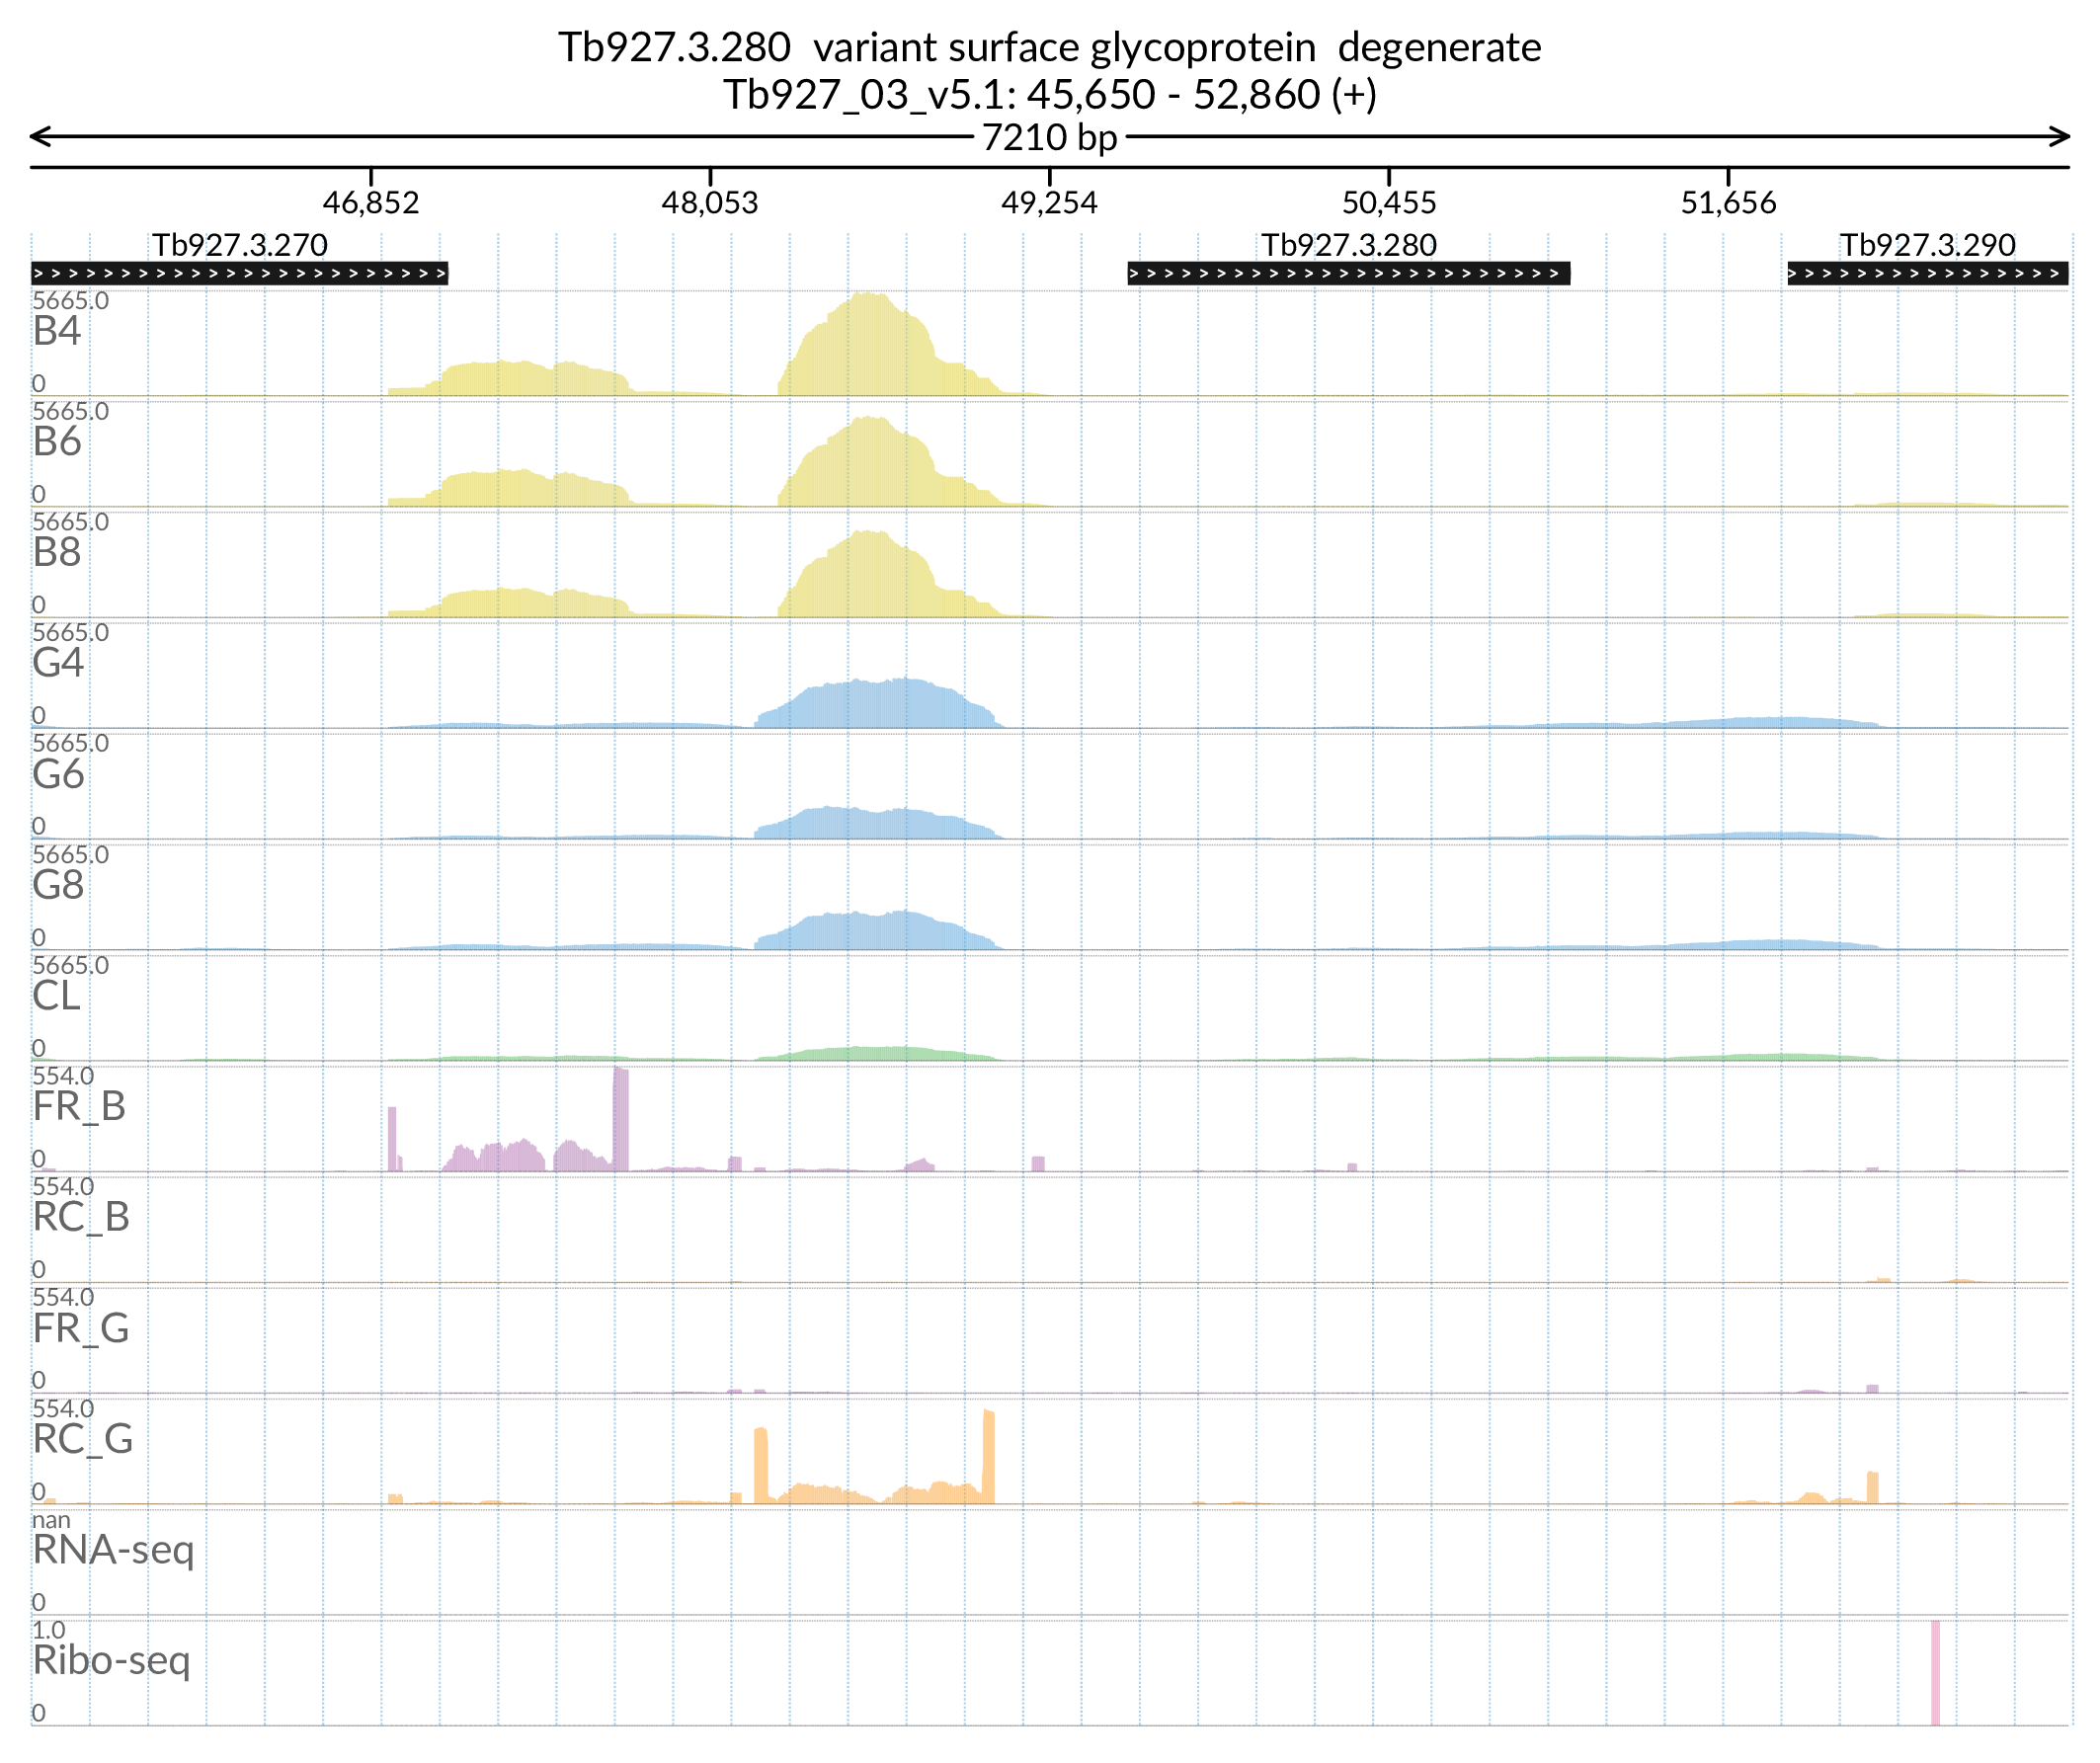 Tb927.3.280 variant surface glycoprotein degenerate
Tb927_03_v5.1: 45,650 - 52,860 (+)
7210 bp
46,852 48,053 49,254 50,455 51,656
Tb927.3.270 Tb927.3.280 Tb927.3.290
5665.0
B4
0
5665.0
B6
0
5665.0
B8
0
5665.0
G4
0
5665.0
G6
0
5665.0
G8
0
5665.0
CL
0
554.0
FR_B
0
554.0
RC_B
0
554.0
FR_G
0
554.0
RC_G
0
nan
RNA-seq
0
1.0
Ribo-seq
0